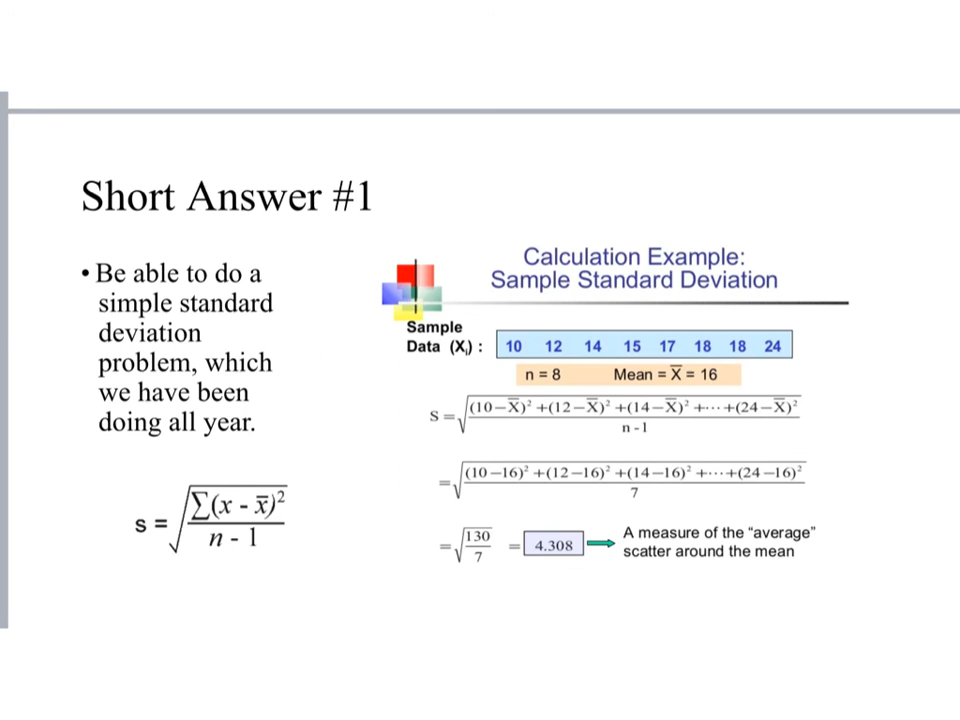 Short Answer #1
• Be able to do a
simple standard
deviation
problem, which
we have been
doing all year.
s = √(∑(x - x̅)² / n - 1)
Calculation Example:
Sample Standard Deviation
Sample
Data (Xᵢ) : 10 12 14 15 17 18 18 24
n = 8 Mean = X̅ = 16
S = √((10−X̅)² +(12−X̅)² +(14−X̅)² +⋯+(24−X̅)² / n - 1)
= √((10−16)² +(12−16)² +(14−16)² +⋯+(24−16)² / 7)
= √(130 / 7) = 4.308
A measure of the “average”
scatter around the mean